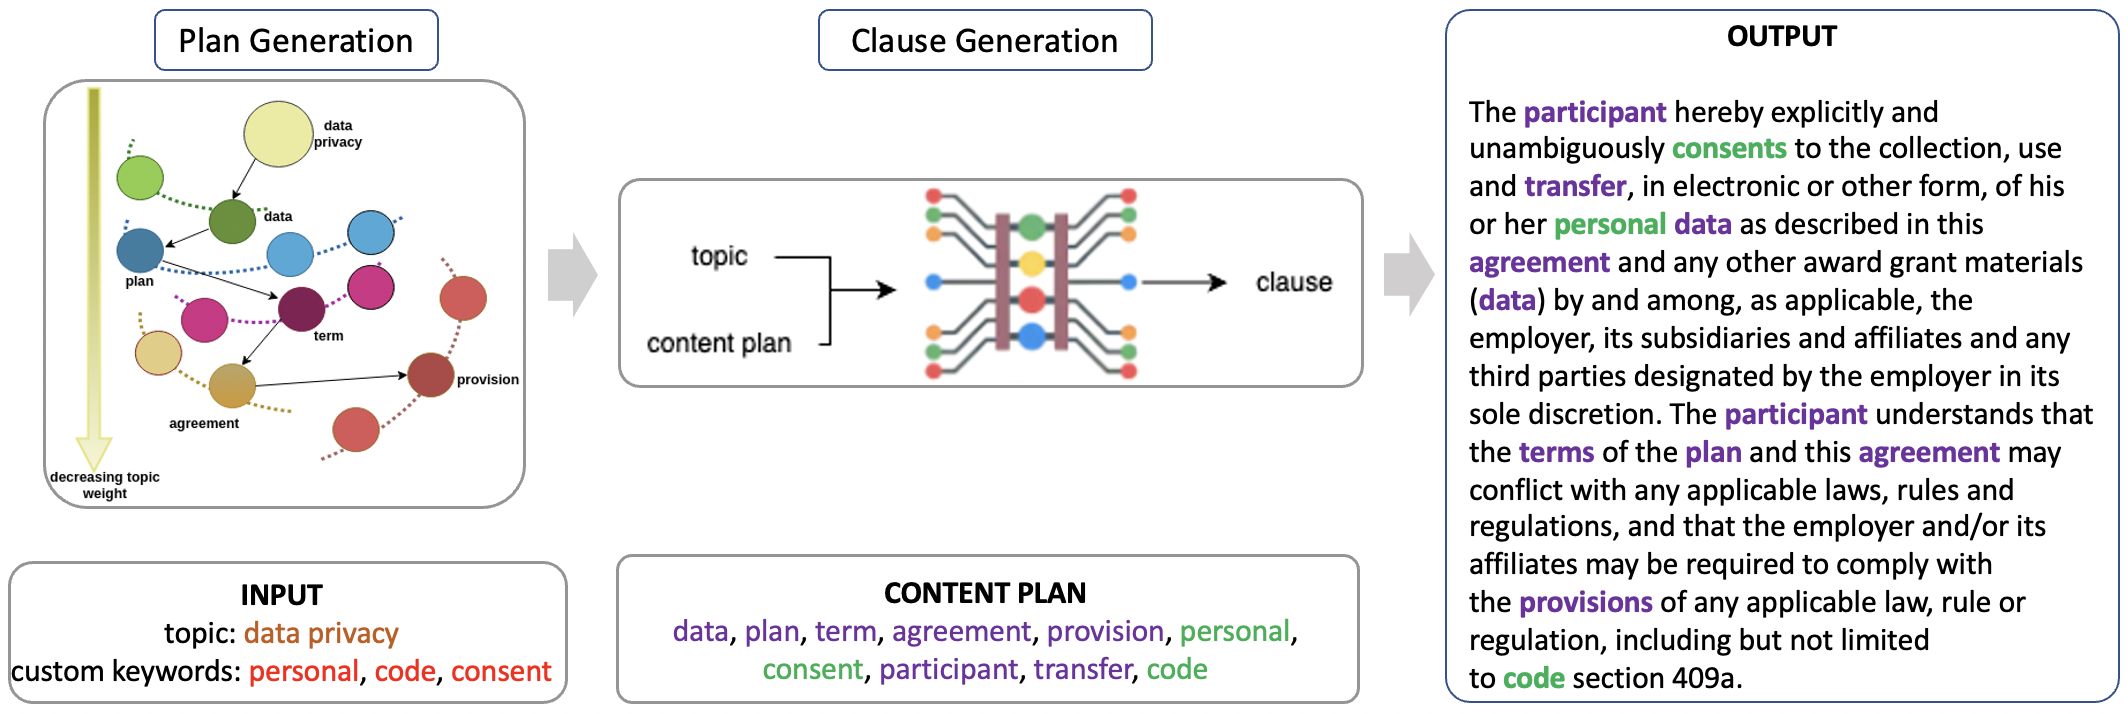 Plan Generation
data
privacy
data
plan
term
provision
agreement
decreasing topic
weight
INPUT
topic: data privacy
custom keywords: personal, code, consent
Clause Generation
topic
content plan
clause
CONTENT PLAN
data, plan, term, agreement, provision, personal,
consent, participant, transfer, code
OUTPUT
The participant hereby explicitly and
unambiguously consents to the collection, use
and transfer, in electronic or other form, of his
or her personal data as described in this
agreement and any other award grant materials
(data) by and among, as applicable, the
employer, its subsidiaries and affiliates and any
third parties designated by the employer in its
sole discretion. The participant understands that
the terms of the plan and this agreement may
conflict with any applicable laws, rules and
regulations, and that the employer and/or its
affiliates may be required to comply with
the provisions of any applicable law, rule or
regulation, including but not limited
to code section 409a.